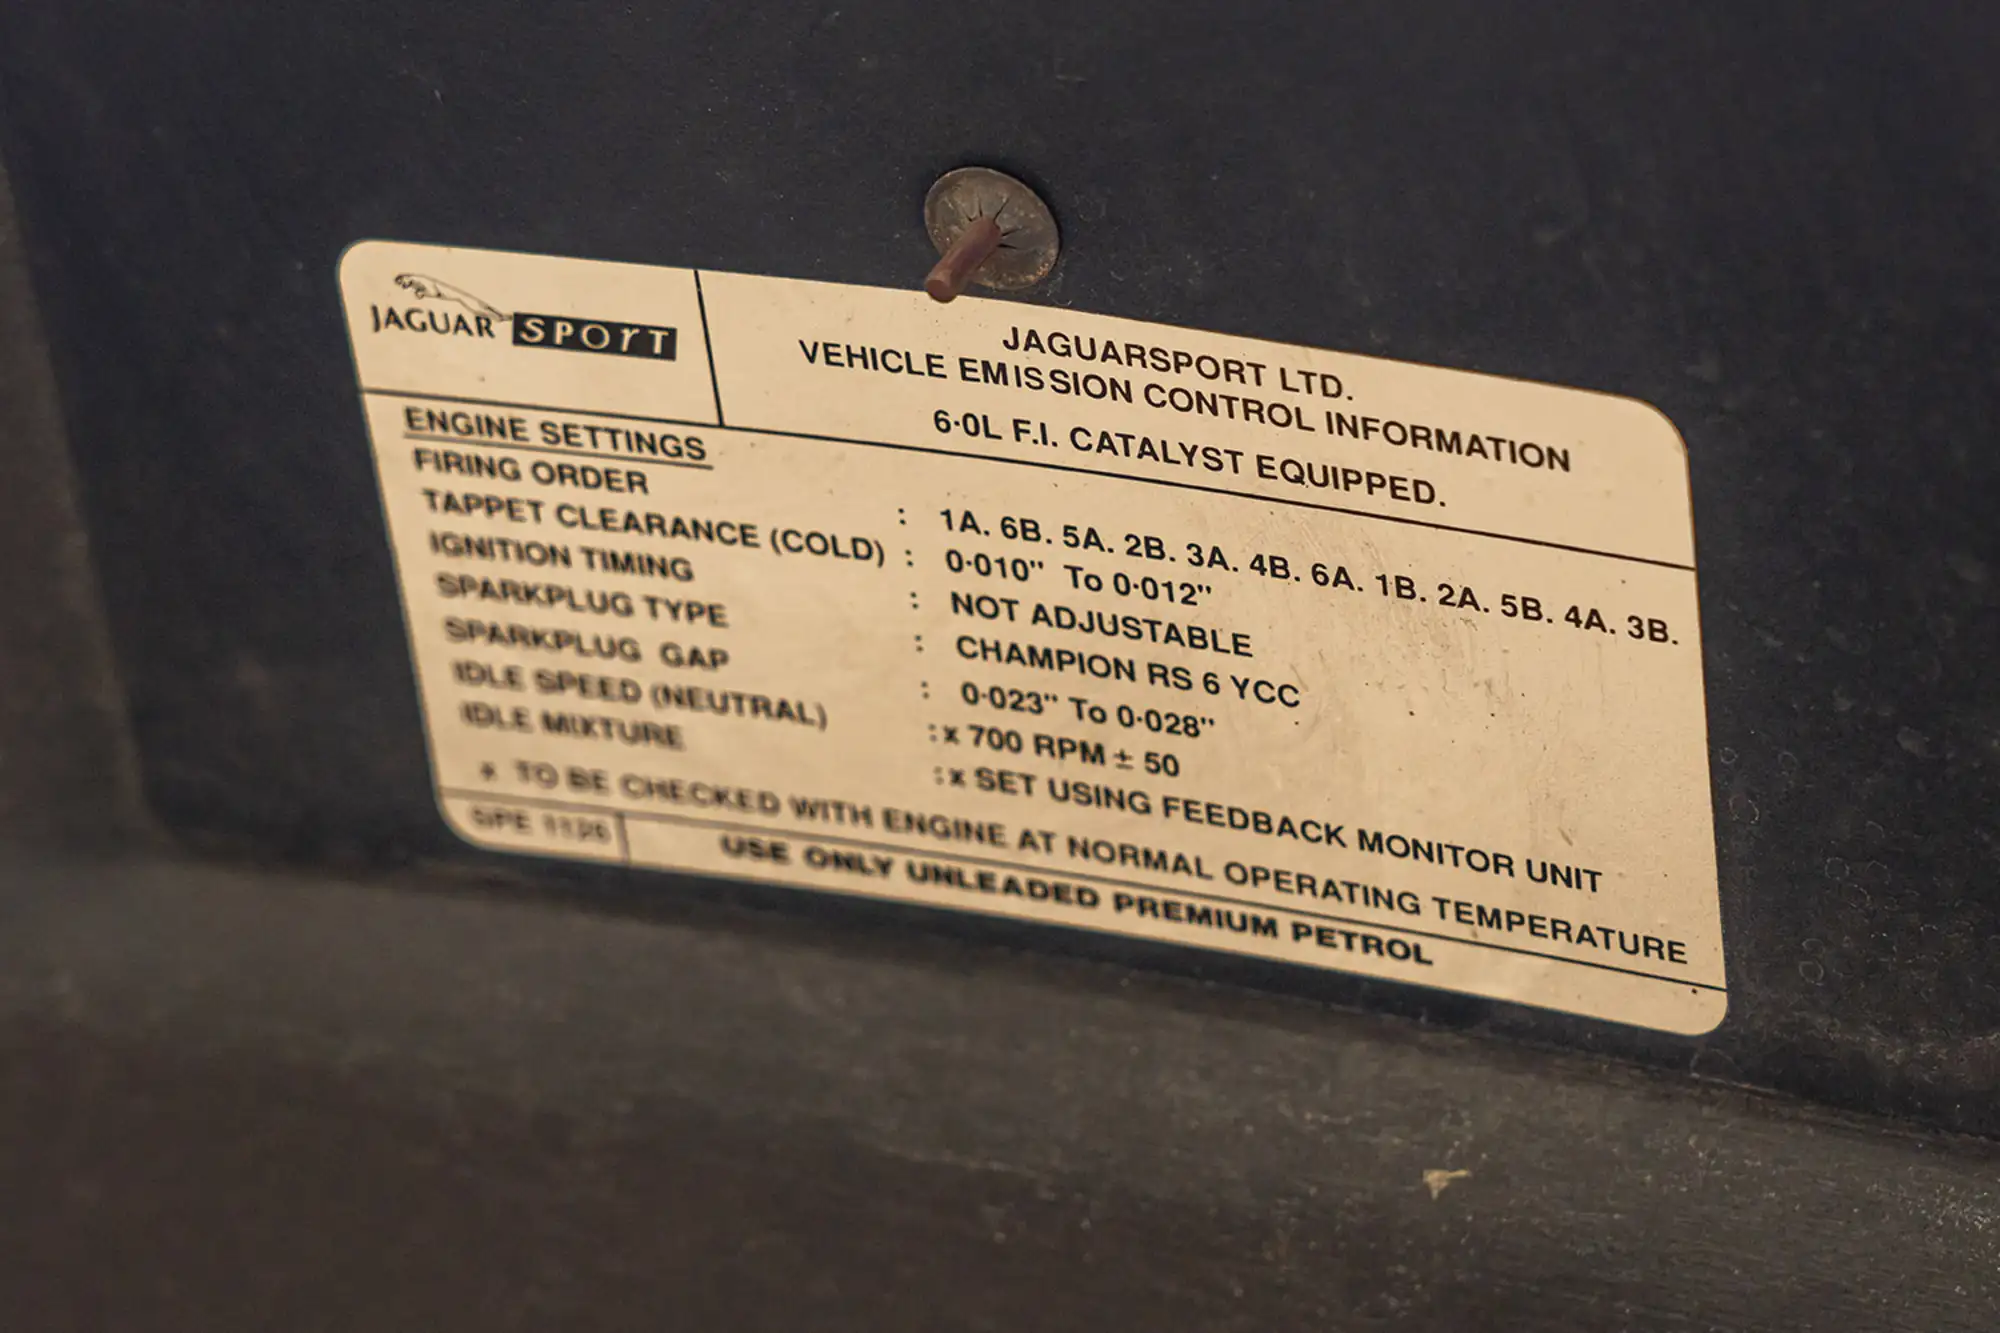 JAGUAR SPORT
JAGUARSPORT LTD.
VEHICLE EMISSION CONTROL INFORMATION
6·0L F.I. CATALYST EQUIPPED.
ENGINE SETTINGS
FIRING ORDER : 1A. 6B. 5A. 2B. 3A. 4B. 6A. 1B. 2A. 5B. 4A. 3B.
TAPPET CLEARANCE (COLD) : 0·010" To 0·012"
IGNITION TIMING : NOT ADJUSTABLE
SPARKPLUG TYPE : CHAMPION RS 6 YCC
SPARKPLUG GAP : 0·023" To 0·028"
IDLE SPEED (NEUTRAL) :x 700 RPM ± 50
IDLE MIXTURE :x SET USING FEEDBACK MONITOR UNIT
* TO BE CHECKED WITH ENGINE AT NORMAL OPERATING TEMPERATURE
USE ONLY UNLEADED PREMIUM PETROL